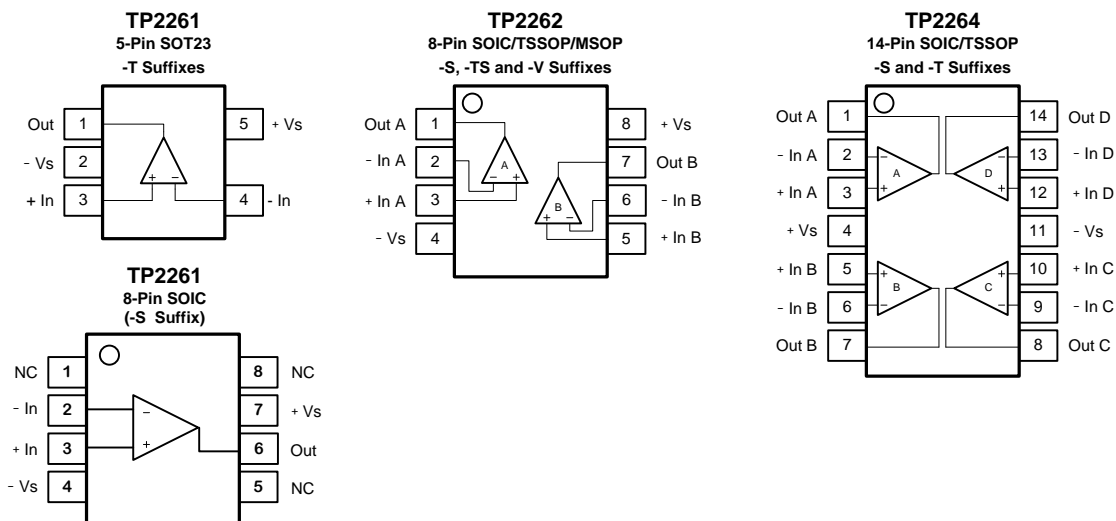 TP2261
5-Pin SOT23
-T Suffixes
Out 1
- Vs 2
+ In 3
5 + Vs
4 - In
+ -
TP2262
8-Pin SOIC/TSSOP/MSOP
-S, -TS and -V Suffixes
Out A 1
- In A 2
+ In A 3
- Vs 4
8 + Vs
7 Out B
6 - In B
5 + In B
A
- +
B
+ -
TP2264
14-Pin SOIC/TSSOP
-S and -T Suffixes
Out A 1
- In A 2
+ In A 3
+ Vs 4
+ In B 5
- In B 6
Out B 7
14 Out D
13 - In D
12 + In D
11 - Vs
10 + In C
9 - In C
8 Out C
- A +
- D +
+ B -
+ C -
TP2261
8-Pin SOIC
(-S Suffix)
NC 1
- In 2
+ In 3
- Vs 4
8 NC
7 + Vs
6 Out
5 NC
-
+